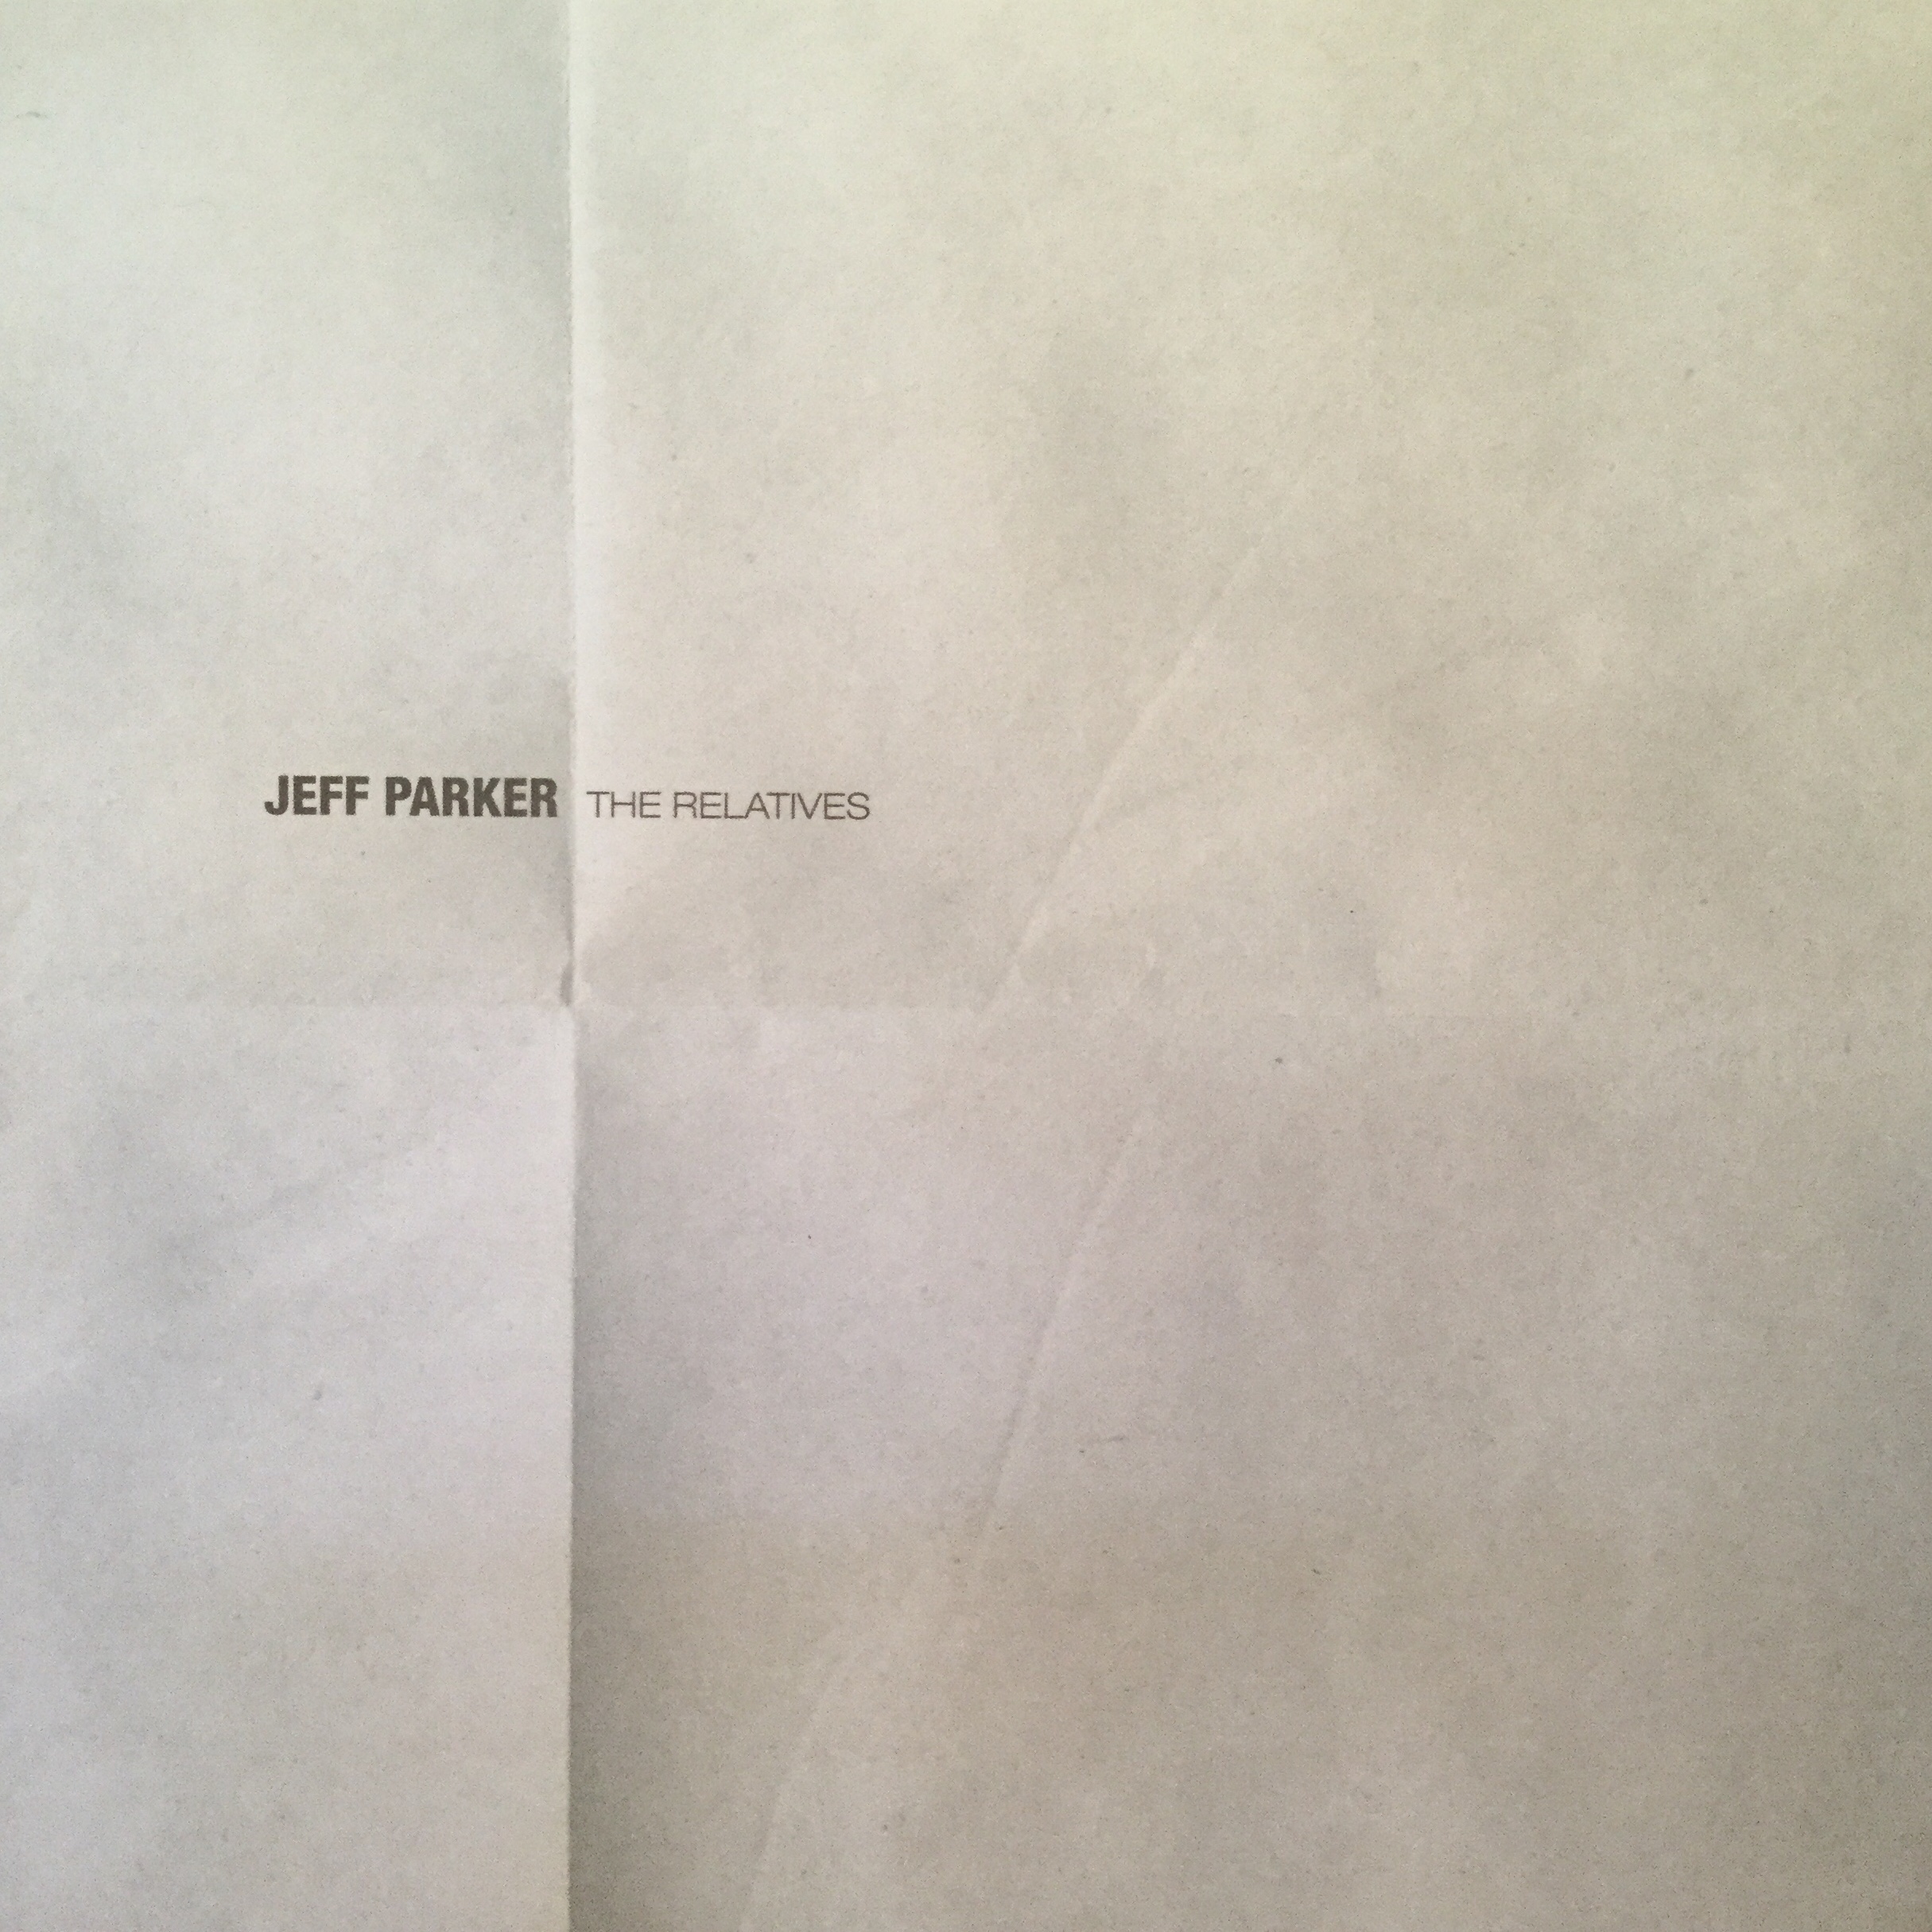 JEFF PARKER THE RELATIVES